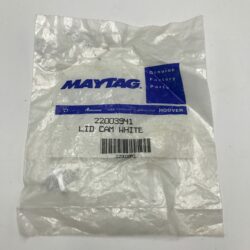 MAYTAG
Genuine
Factory
Parts
HOOVER
22003941
LID CAM WHITE